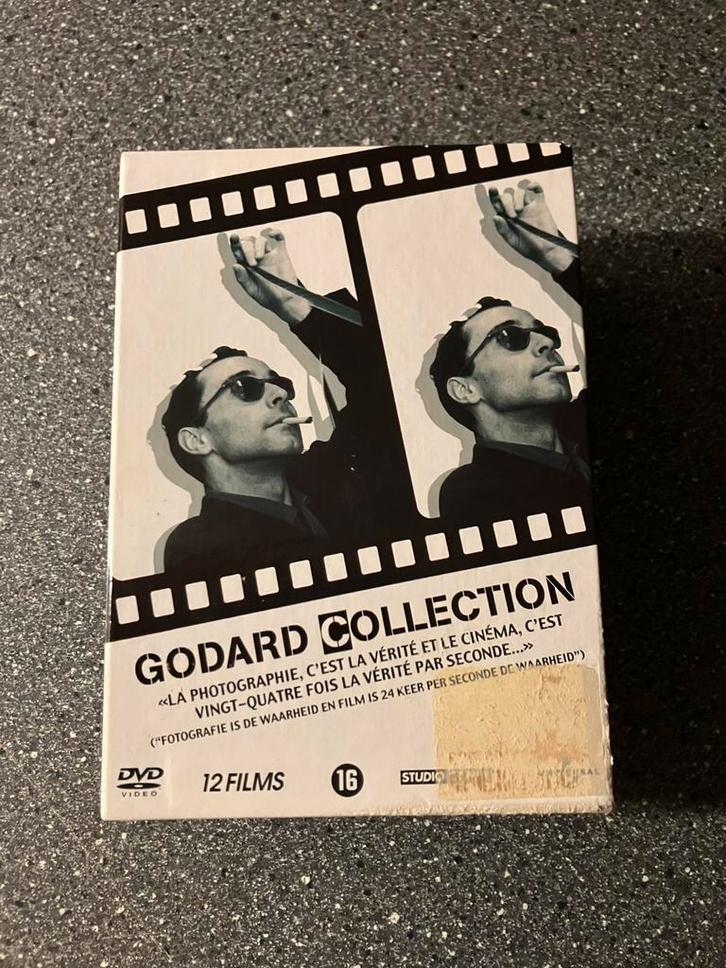 GODARD COLLECTION
«LA PHOTOGRAPHIE, C'EST LA VÉRITÉ ET LE CINÉMA, C'EST
VINGT-QUATRE FOIS LA VÉRITÉ PAR SECONDE...»
("FOTOGRAFIE IS DE WAARHEID EN FILM IS 24 KEER PER SECONDE DE WAARHEID")
DVD VIDEO 12 FILMS 16 STUDIO UNIVERSAL